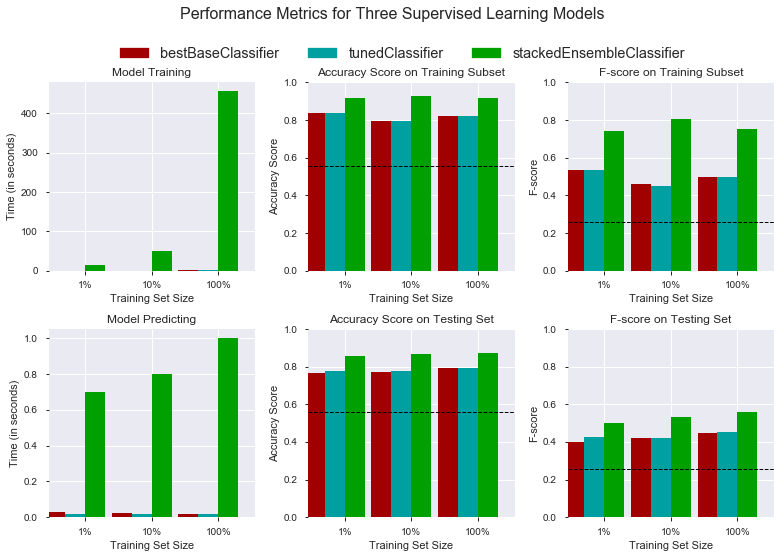 Performance Metrics for Three Supervised Learning Models
bestBaseClassifier tunedClassifier stackedEnsembleClassifier
Model Training
Time (in seconds)
400
300
200
100
0
1% 10% 100%
Training Set Size
Accuracy Score on Training Subset
Accuracy Score
1.0
0.8
0.6
0.4
0.2
0.0
1% 10% 100%
Training Set Size
F-score on Training Subset
F-score
1.0
0.8
0.6
0.4
0.2
0.0
1% 10% 100%
Training Set Size
Model Predicting
Time (in seconds)
1.0
0.8
0.6
0.4
0.2
0.0
1% 10% 100%
Training Set Size
Accuracy Score on Testing Set
Accuracy Score
1.0
0.8
0.6
0.4
0.2
0.0
1% 10% 100%
Training Set Size
F-score on Testing Set
F-score
1.0
0.8
0.6
0.4
0.2
0.0
1% 10% 100%
Training Set Size